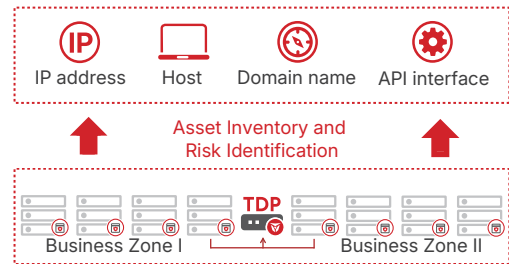 IP
IP address Host Domain name API interface
Asset Inventory and
Risk Identification
TDP
Business Zone I Business Zone II